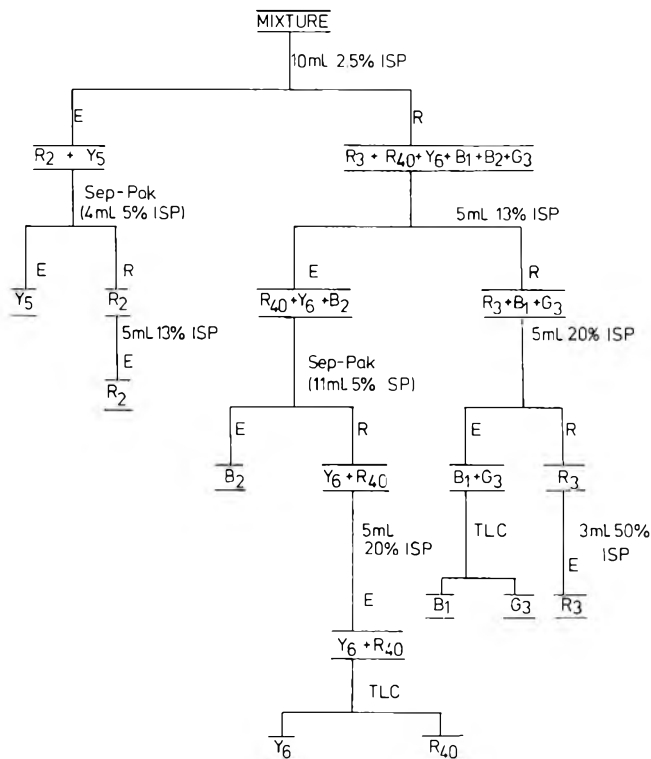 MIXTURE
10mL 2.5% ISP
E
R
R2 + Y5
R3 + R40+Y6+B1+B2+G3
Sep-Pak
(4mL 5% ISP)
5mL 13% ISP
E
R
E
R
Y5
R2
R40+Y6+B2
R3+B1+G3
5mL 13% ISP
E
R2
5mL 20% ISP
Sep-Pak
(11mL 5% SP)
E
R
E
R
B2
Y6+R40
B1+G3
R3
5mL
20% ISP
E
TLC
3mL 50%
ISP
E
B1
G3
R3
Y6+R40
TLC
Y6
R40